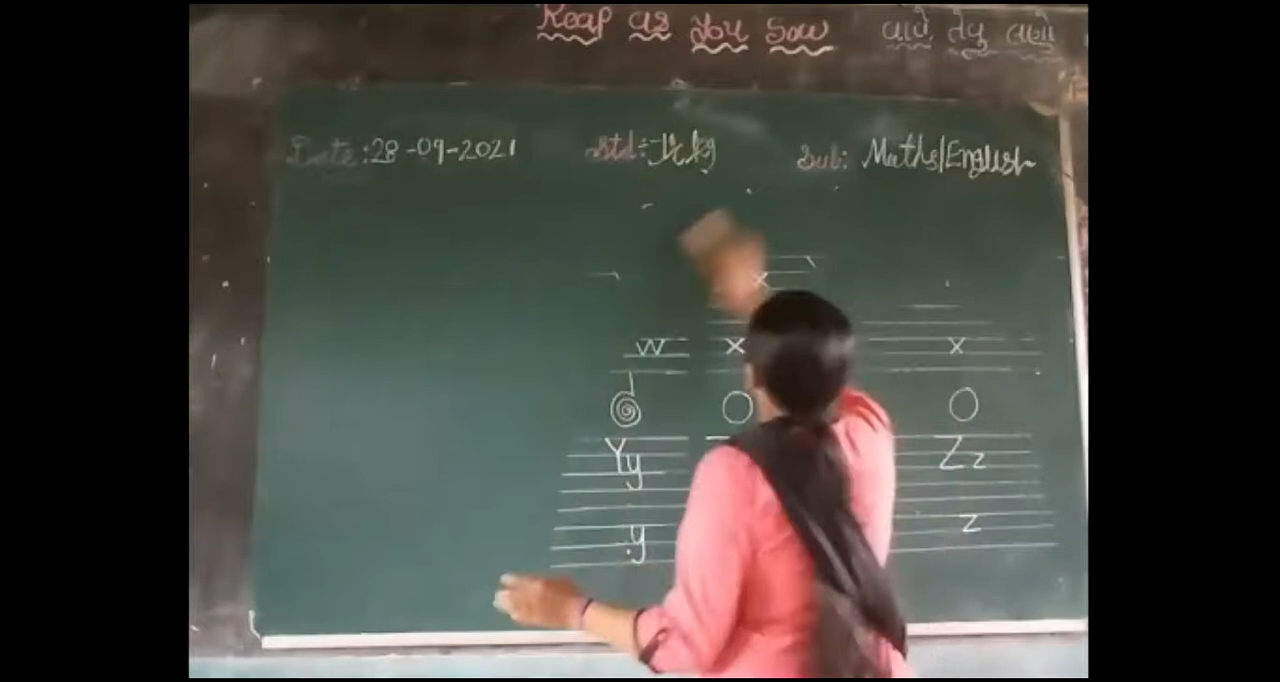 Reap as you sow વાવે તેવું લણો
Date :28-09-2021 Std:- Jr.kg Sub: Maths/English
x
w x x
O O
Yy Zz
y z